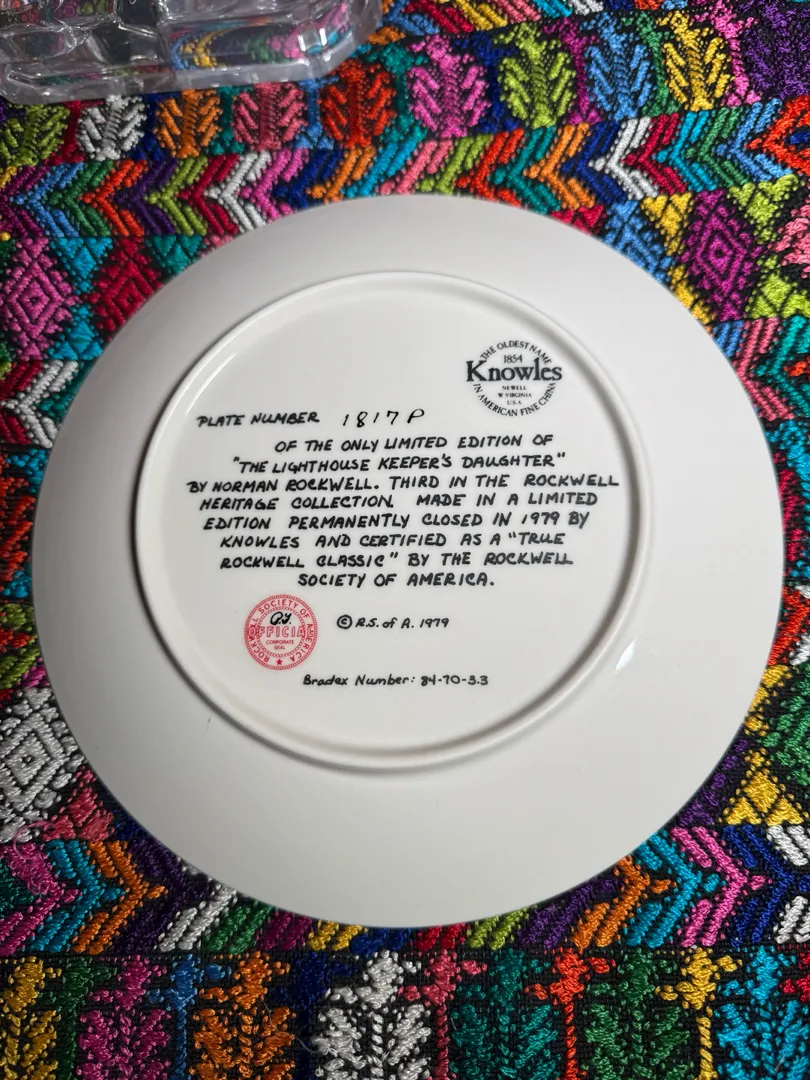 THE OLDEST NAME
1854
Knowles
NEWELL
W VIRGINIA
U.S.A
IN AMERICAN FINE CHINA
PLATE NUMBER 1817P
OF THE ONLY LIMITED EDITION OF
"THE LIGHTHOUSE KEEPER'S DAUGHTER"
BY NORMAN ROCKWELL. THIRD IN THE ROCKWELL
HERITAGE COLLECTION. MADE IN A LIMITED
EDITION PERMANENTLY CLOSED IN 1979 BY
KNOWLES AND CERTIFIED AS A "TRUE
ROCKWELL CLASSIC" BY THE ROCKWELL
SOCIETY OF AMERICA.
ROCKWELL SOCIETY OF AMERICA
OFFICIAL
CORPORATE
SEAL
© R.S. of A. 1979
Bradex Number: 84-70-3.3